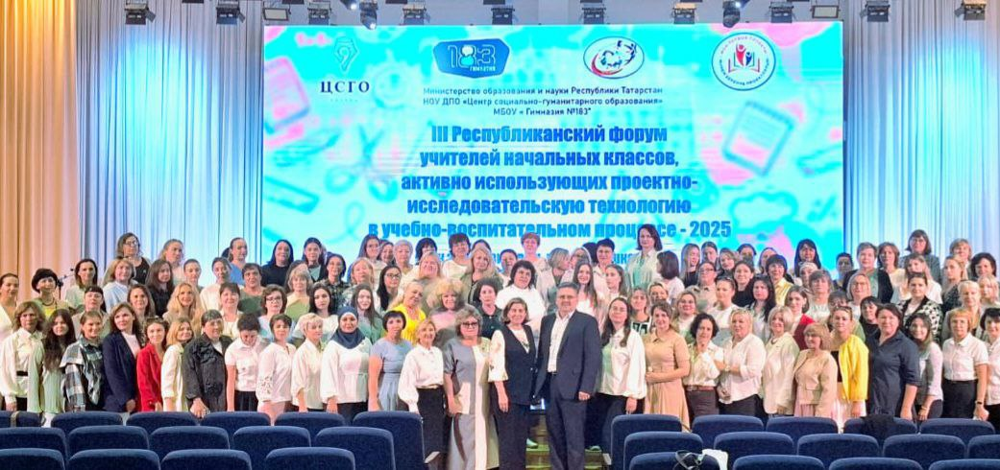 ЦСГО
183
ГИМНАЗИЯ
Министерство образования и науки Республики Татарстан
НОУ ДПО «Центр социально-гуманитарного образования»
МБОУ « Гимназия №183"
III Республиканский форум
учителей начальных классов,
активно использующих проектно-
исследовательскую технологию
в учебно-воспитательном процессе - 2025